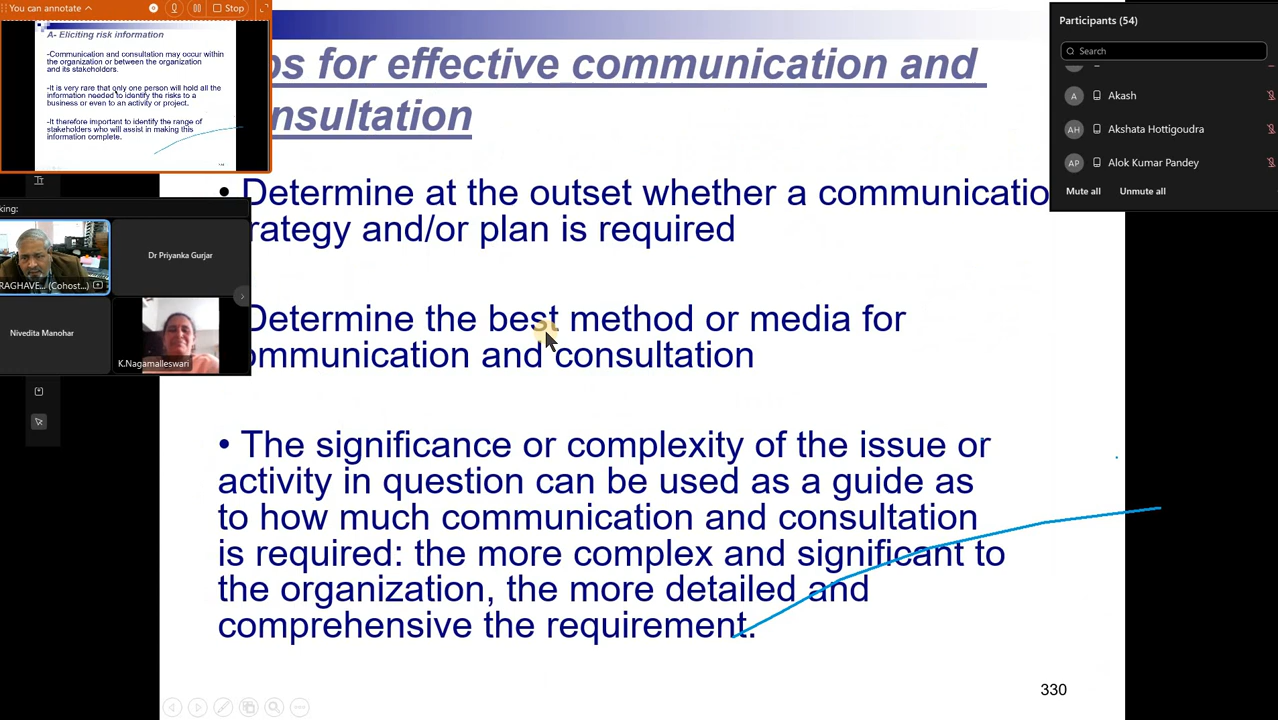 You can annotate
Stop
A- Eliciting risk information
-Communication and consultation may occur within
the organization or between the organization
and its stakeholders.
-It is very rare that only one person will hold all the
information needed to identify the risks to a
business or even to an activity or project.
-It therefore important to identify the range of
stakeholders who will assist in making this
information complete.
ps for effective communication and
nsultation
• Determine at the outset whether a communicatio
rategy and/or plan is required
Determine the best method or media for
ommunication and consultation
• The significance or complexity of the issue or
activity in question can be used as a guide as
to how much communication and consultation
is required: the more complex and significant to
the organization, the more detailed and
comprehensive the requirement.
330
king:
RAGHAVE... (Cohost...)
Dr Priyanka Gurjar
Nivedita Manohar
K.Nagamalleswari
Participants (54)
Search
A
Akash
AH
Akshata Hottigoudra
AP
Alok Kumar Pandey
Mute all
Unmute all